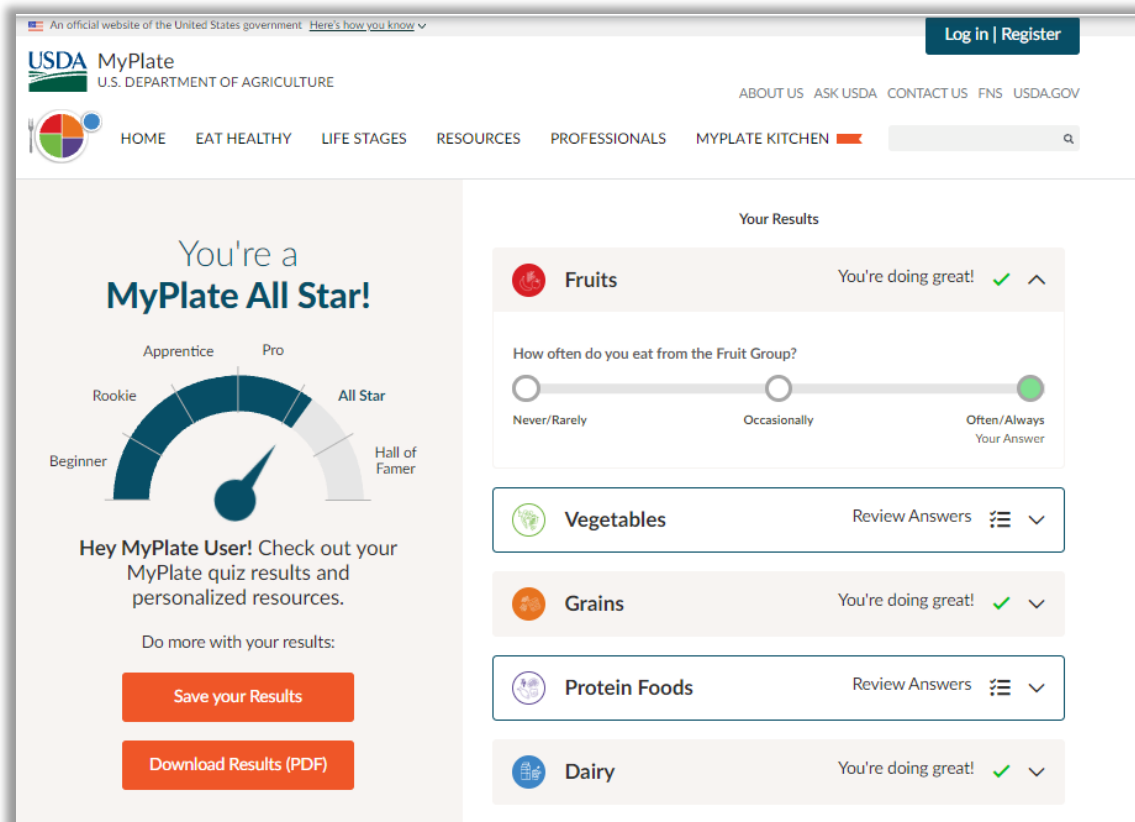 An official website of the United States government Here's how you know
Log in | Register
USDA MyPlate
U.S. DEPARTMENT OF AGRICULTURE
ABOUT US ASK USDA CONTACT US FNS USDA.GOV
HOME EAT HEALTHY LIFE STAGES RESOURCES PROFESSIONALS MYPLATE KITCHEN
You're a
MyPlate All Star!
Beginner
Rookie
Apprentice
Pro
All Star
Hall of
Famer
Hey MyPlate User! Check out your
MyPlate quiz results and
personalized resources.
Do more with your results:
Save your Results
Download Results (PDF)
Your Results
Fruits You're doing great!
How often do you eat from the Fruit Group?
Never/Rarely Occasionally Often/Always
Your Answer
Vegetables Review Answers
Grains You're doing great!
Protein Foods Review Answers
Dairy You're doing great!